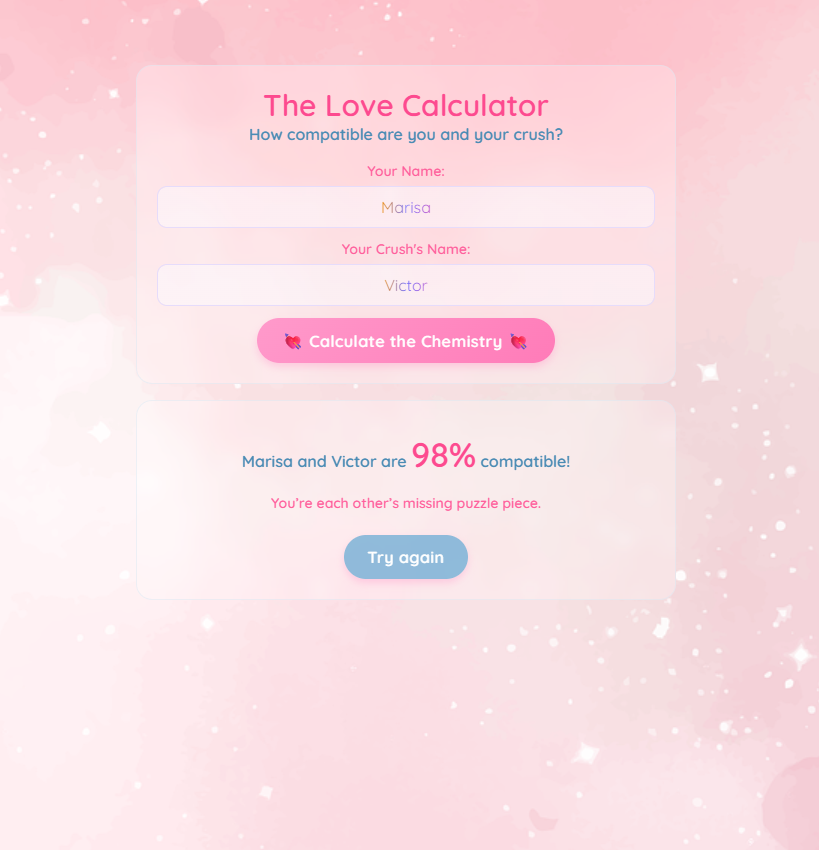 The Love Calculator
How compatible are you and your crush?
Your Name:
Marisa
Your Crush's Name:
Victor
💘 Calculate the Chemistry 💘
Marisa and Victor are 98% compatible!
You’re each other’s missing puzzle piece.
Try again